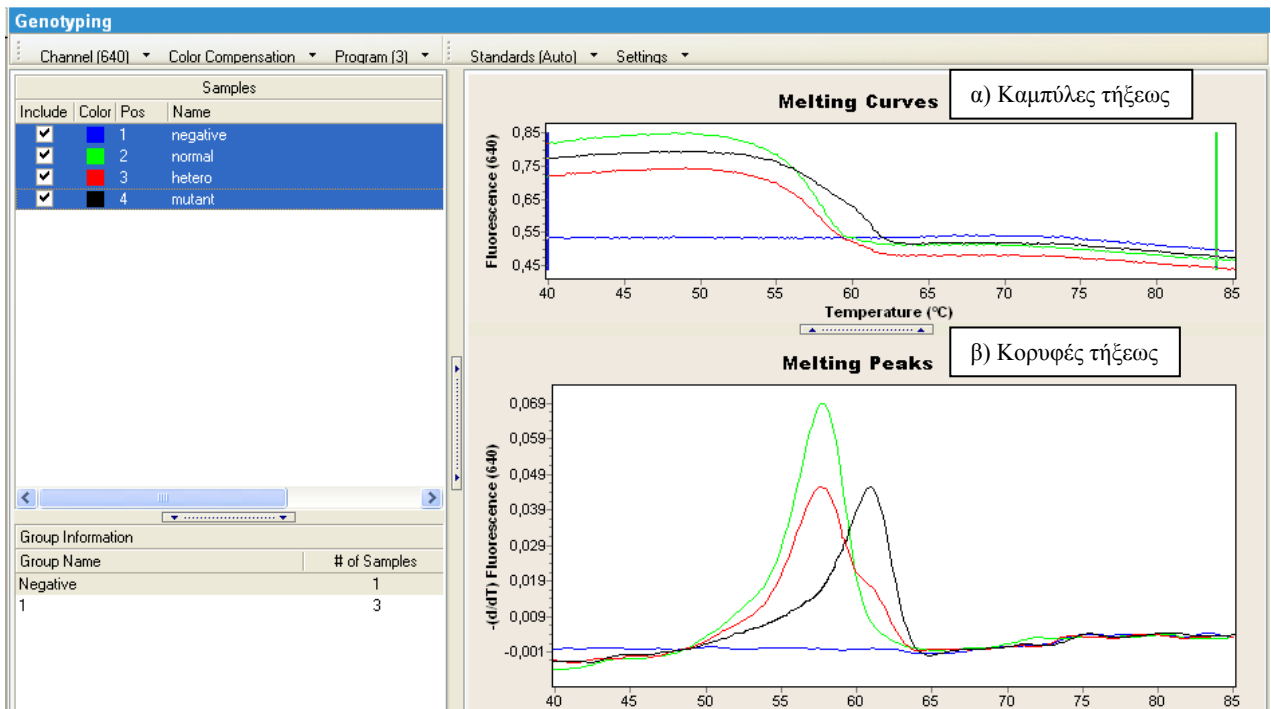 Genotyping
Channel (640) Color Compensation Program (3) Standards (Auto) Settings
Samples
Include Color Pos Name
1 negative
2 normal
3 hetero
4 mutant
Group Information
Group Name # of Samples
Negative 1
1 3
Melting Curves
α) Καμπύλες τήξεως
Fluorescence (640)
0,85
0,75
0,65
0,55
0,45
40 45 50 55 60 65 70 75 80 85
Temperature (°C)
Melting Peaks
β) Κορυφές τήξεως
-(d/dT) Fluorescence (640)
0,069
0,059
0,049
0,039
0,029
0,019
0,009
-0,001
40 45 50 55 60 65 70 75 80 85